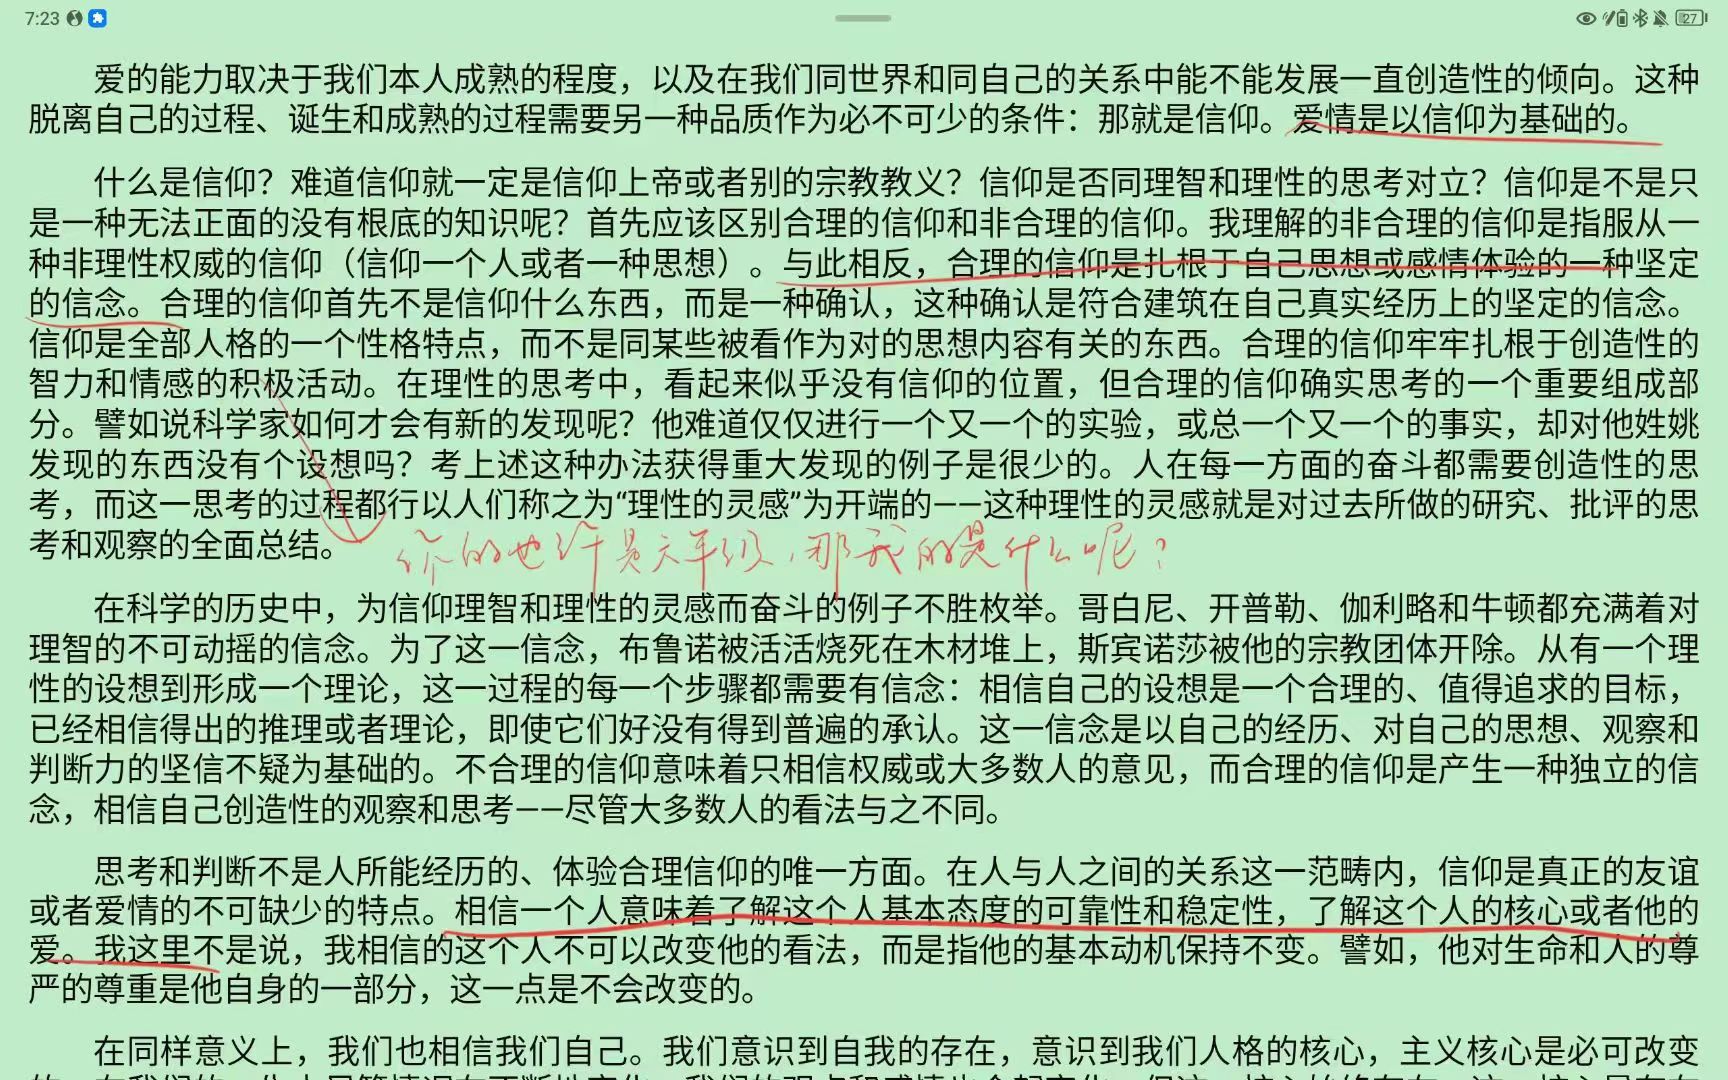 7:23
27
爱的能力取决于我们本人成熟的程度，以及在我们同世界和同自己的关系中能不能发展一直创造性的倾向。这种
脱离自己的过程、诞生和成熟的过程需要另一种品质作为必不可少的条件：那就是信仰。爱情是以信仰为基础的。
什么是信仰？难道信仰就一定是信仰上帝或者别的宗教教义？信仰是否同理智和理性的思考对立？信仰是不是只
是一种无法正面的没有根底的知识呢？首先应该区别合理的信仰和非合理的信仰。我理解的非合理的信仰是指服从一
种非理性权威的信仰（信仰一个人或者一种思想）。与此相反，合理的信仰是扎根于自己思想或感情体验的一种坚定
的信念。合理的信仰首先不是信仰什么东西，而是一种确认，这种确认是符合建筑在自己真实经历上的坚定的信念。
信仰是全部人格的一个性格特点，而不是同某些被看作为对的思想内容有关的东西。合理的信仰牢牢扎根于创造性的
智力和情感的积极活动。在理性的思考中，看起来似乎没有信仰的位置，但合理的信仰确实思考的一个重要组成部
分。譬如说科学家如何才会有新的发现呢？他难道仅仅进行一个又一个的实验，或总一个又一个的事实，却对他姓姚
发现的东西没有个设想吗？考上述这种办法获得重大发现的例子是很少的。人在每一方面的奋斗都需要创造性的思
考，而这一思考的过程都行以人们称之为“理性的灵感”为开端的——这种理性的灵感就是对过去所做的研究、批评的思
考和观察的全面总结。
你的也许是六年级，那我的是什么呢？
在科学的历史中，为信仰理智和理性的灵感而奋斗的例子不胜枚举。哥白尼、开普勒、伽利略和牛顿都充满着对
理智的不可动摇的信念。为了这一信念，布鲁诺被活活烧死在木材堆上，斯宾诺莎被他的宗教团体开除。从有一个理
性的设想到形成一个理论，这一过程的每一个步骤都需要有信念：相信自己的设想是一个合理的、值得追求的目标，
已经相信得出的推理或者理论，即使它们好没有得到普遍的承认。这一信念是以自己的经历、对自己的思想、观察和
判断力的坚信不疑为基础的。不合理的信仰意味着只相信权威或大多数人的意见，而合理的信仰是产生一种独立的信
念，相信自己创造性的观察和思考——尽管大多数人的看法与之不同。
思考和判断不是人所能经历的、体验合理信仰的唯一方面。在人与人之间的关系这一范畴内，信仰是真正的友谊
或者爱情的不可缺少的特点。相信一个人意味着了解这个人基本态度的可靠性和稳定性，了解这个人的核心或者他的
爱。我这里不是说，我相信的这个人不可以改变他的看法，而是指他的基本动机保持不变。譬如，他对生命和人的尊
严的尊重是他自身的一部分，这一点是不会改变的。
在同样意义上，我们也相信我们自己。我们意识到自我的存在，意识到我们人格的核心，主义核心是必可改变